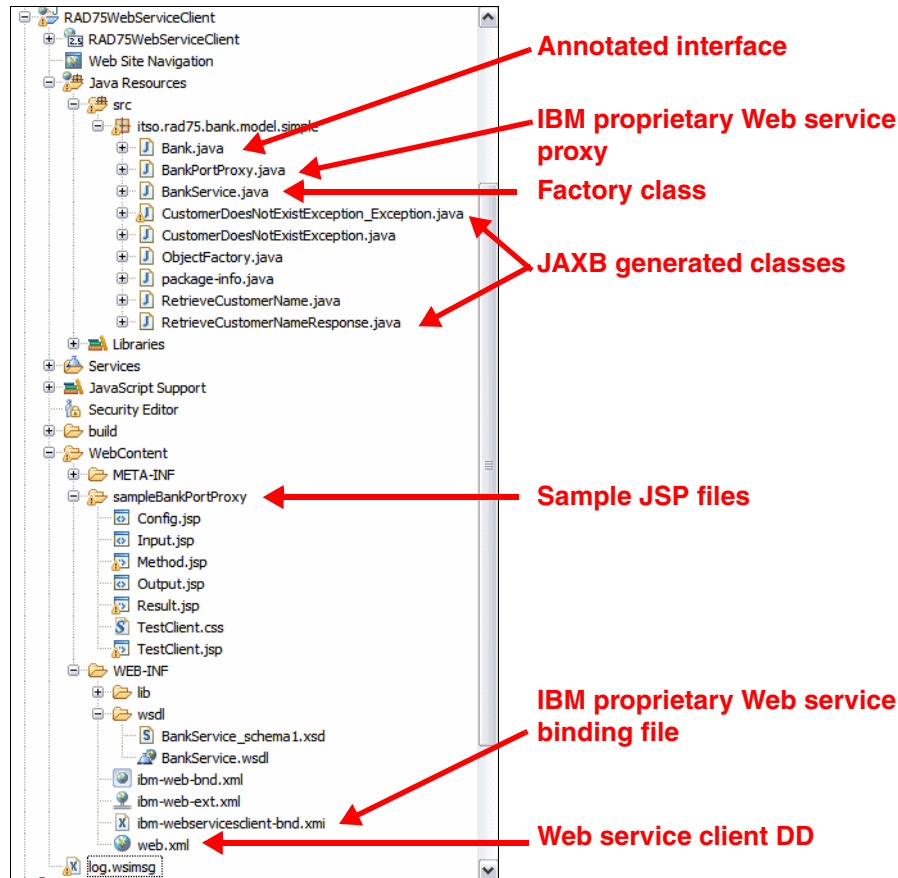 RAD75WebServiceClient
RAD75WebServiceClient
Web Site Navigation
Java Resources
src
itso.rad75.bank.model.simple
Bank.java
BankPortProxy.java
BankService.java
CustomerDoesNotExistException_Exception.java
CustomerDoesNotExistException.java
ObjectFactory.java
package-info.java
RetrieveCustomerName.java
RetrieveCustomerNameResponse.java
Libraries
Services
JavaScript Support
Security Editor
build
WebContent
META-INF
sampleBankPortProxy
Config.jsp
Input.jsp
Method.jsp
Output.jsp
Result.jsp
TestClient.css
TestClient.jsp
WEB-INF
lib
wsdl
BankService_schema1.xsd
BankService.wsdl
ibm-web-bnd.xml
ibm-web-ext.xml
ibm-webservicesclient-bnd.xmi
web.xml
log.wsimsg
Annotated interface
IBM proprietary Web service
proxy
Factory class
JAXB generated classes
Sample JSP files
IBM proprietary Web service
binding file
Web service client DD